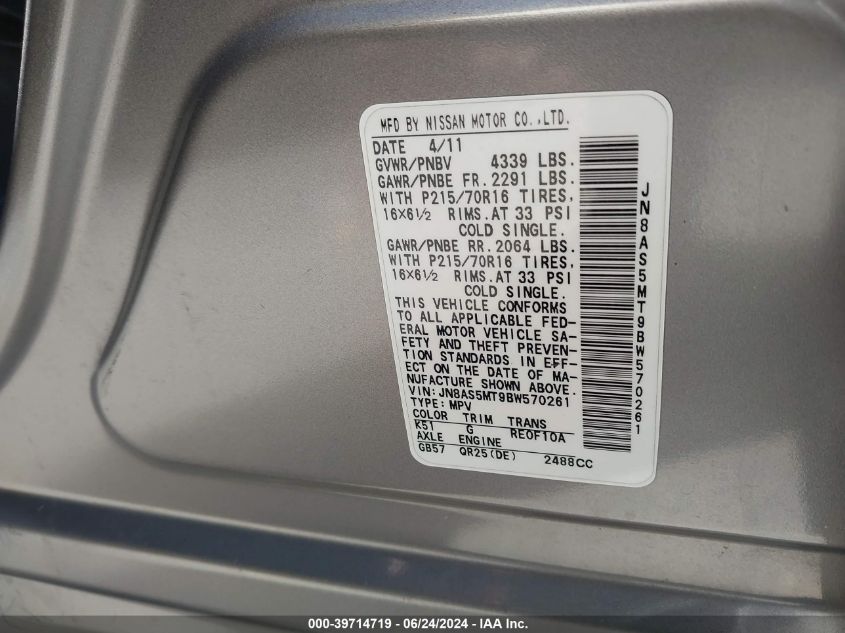 MFD BY NISSAN MOTOR CO.,LTD.
DATE 4/11
GVWR/PNBV 4339 LBS.
GAWR/PNBE FR. 2291 LBS.
WITH P215/70R16 TIRES,
16X6½ RIMS. AT 33 PSI
COLD SINGLE.
GAWR/PNBE RR. 2064 LBS.
WITH P215/70R16 TIRES,
16X6½ RIMS. AT 33 PSI
COLD SINGLE.
THIS VEHICLE CONFORMS
TO ALL APPLICABLE FED-
ERAL MOTOR VEHICLE SA-
FETY AND THEFT PREVEN-
TION STANDARDS IN EFF-
ECT ON THE DATE OF MA-
NUFACTURE SHOWN ABOVE.
VIN: JN8AS5MT9BW570261
TYPE: MPV
COLOR TRIM TRANS
K51 G RE0F10A
AXLE ENGINE
GB57 QR25(DE) 2488CC
JN8AS5MT9BW570261
000-39714719 - 06/24/2024 - IAA Inc.